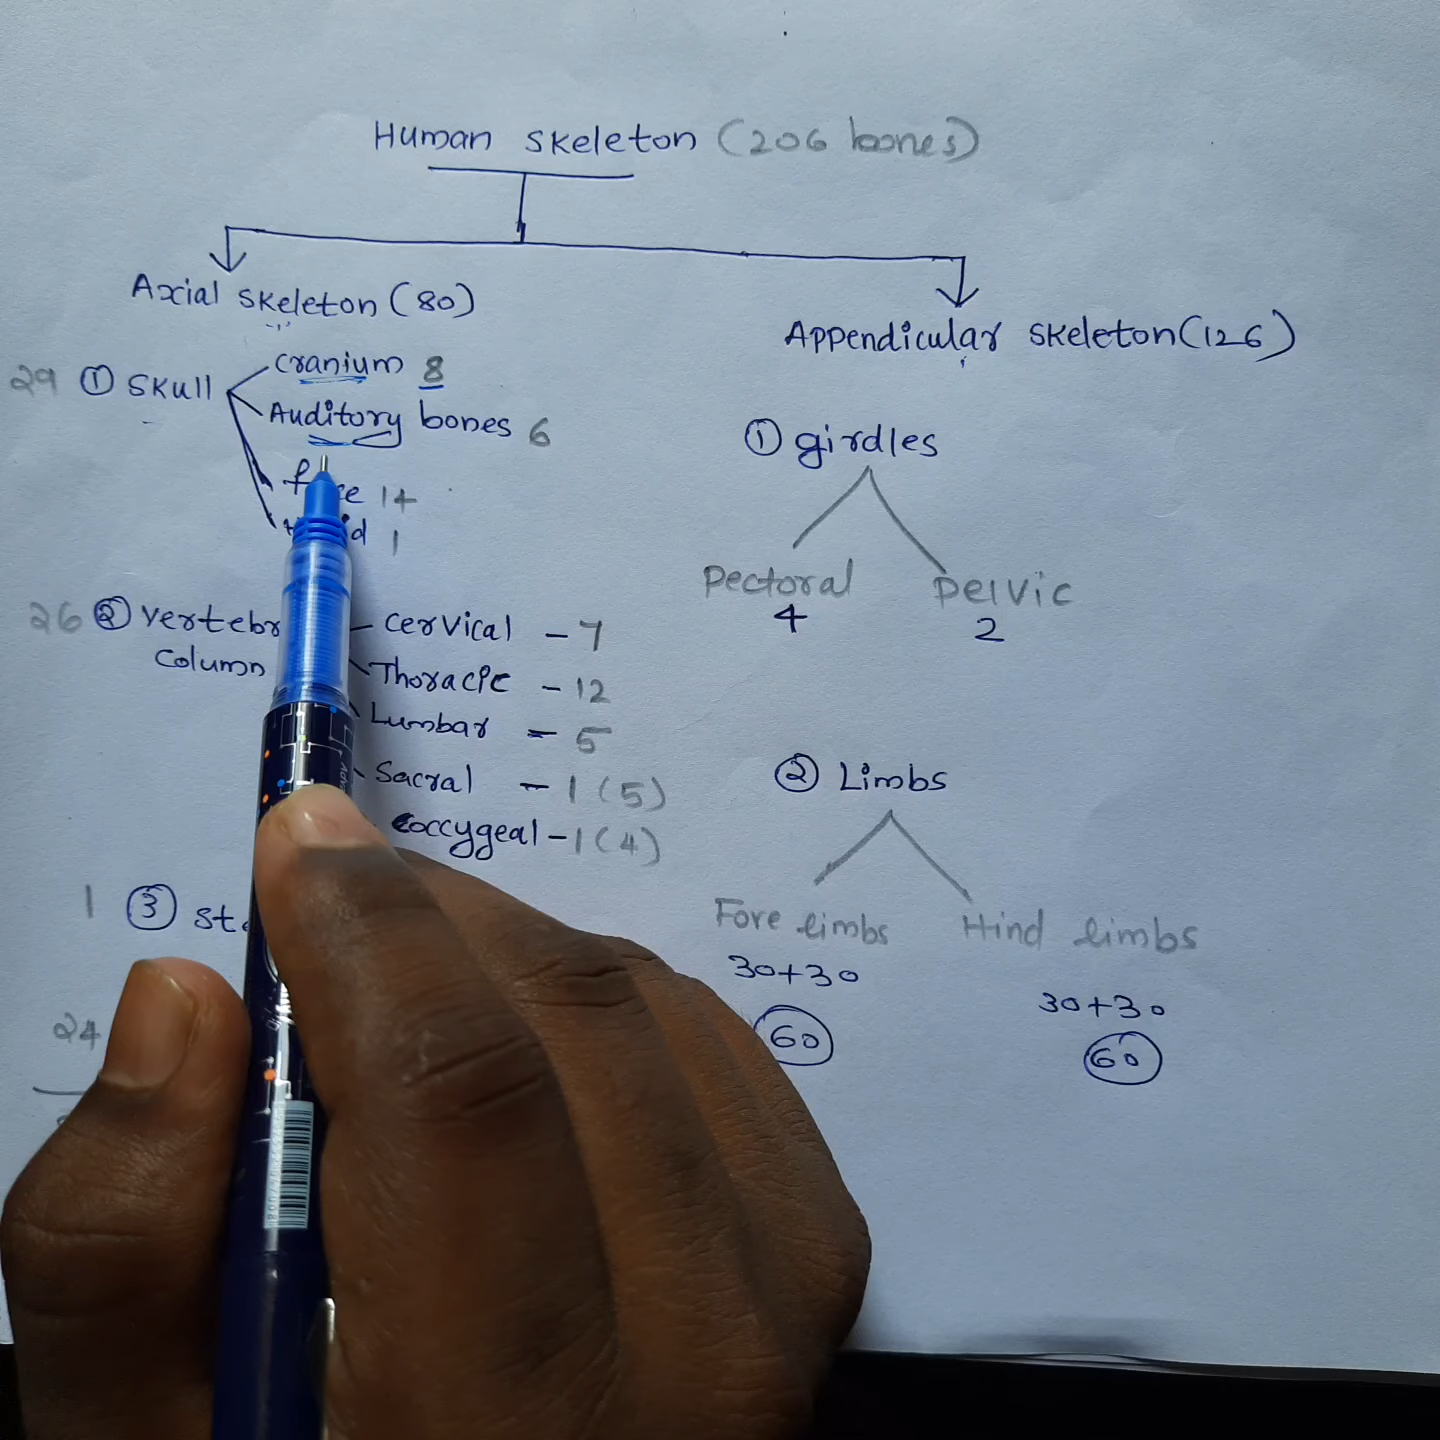 Human skeleton (206 bones)
Axial skeleton (80)
Appendicular skeleton (126)
29 ① Skull
cranium 8
Auditory bones 6
14
1
① girdles
Pectoral
4
Pelvic
2
26 ②
column
cervical - 7
Thoracic - 12
Lumbar - 5
Sacral - 1 (5)
coccygeal - 1 (4)
② Limbs
Fore limbs
30+30
60
Hind limbs
30+30
60
1 ③
24